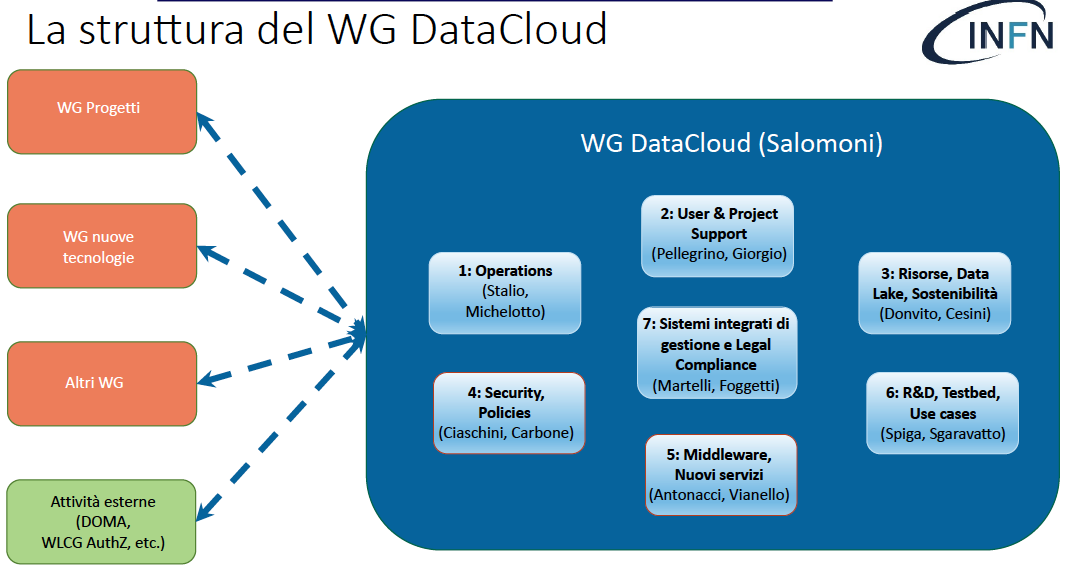 La struttura del WG DataCloud
INFN
WG Progetti
WG nuove
tecnologie
Altri WG
Attività esterne
(DOMA,
WLCG AuthZ, etc.)
WG DataCloud (Salomoni)
1: Operations
(Stalio,
Michelotto)
2: User & Project
Support
(Pellegrino, Giorgio)
3: Risorse, Data
Lake, Sostenibilità
(Donvito, Cesini)
4: Security,
Policies
(Ciaschini, Carbone)
7: Sistemi integrati di
gestione e Legal
Compliance
(Martelli, Foggetti)
5: Middleware,
Nuovi servizi
(Antonacci, Vianello)
6: R&D, Testbed,
Use cases
(Spiga, Sgaravatto)